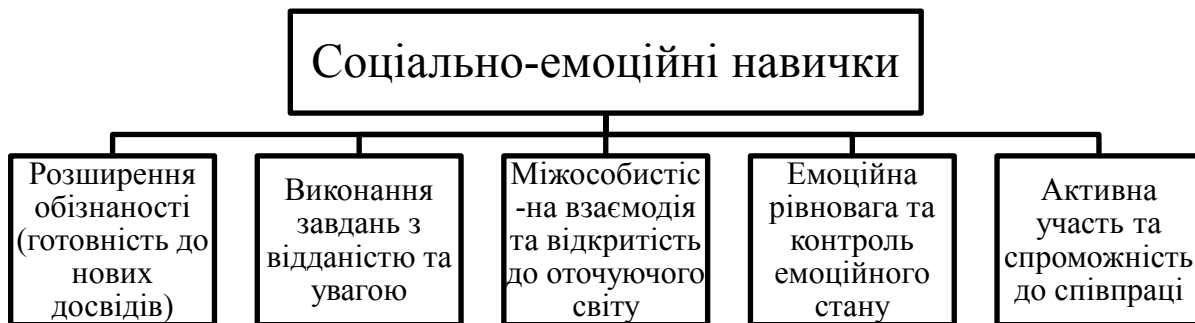 Соціально-емоційні навички
Розширення
обізнаності
(готовність до
нових
досвідів)
Виконання
завдань з
відданістю та
увагою
Міжособистіс
-на взаємодія
та відкритість
до оточуючого
світу
Емоційна
рівновага та
контроль
емоційного
стану
Активна
участь та
спроможність
до співпраці